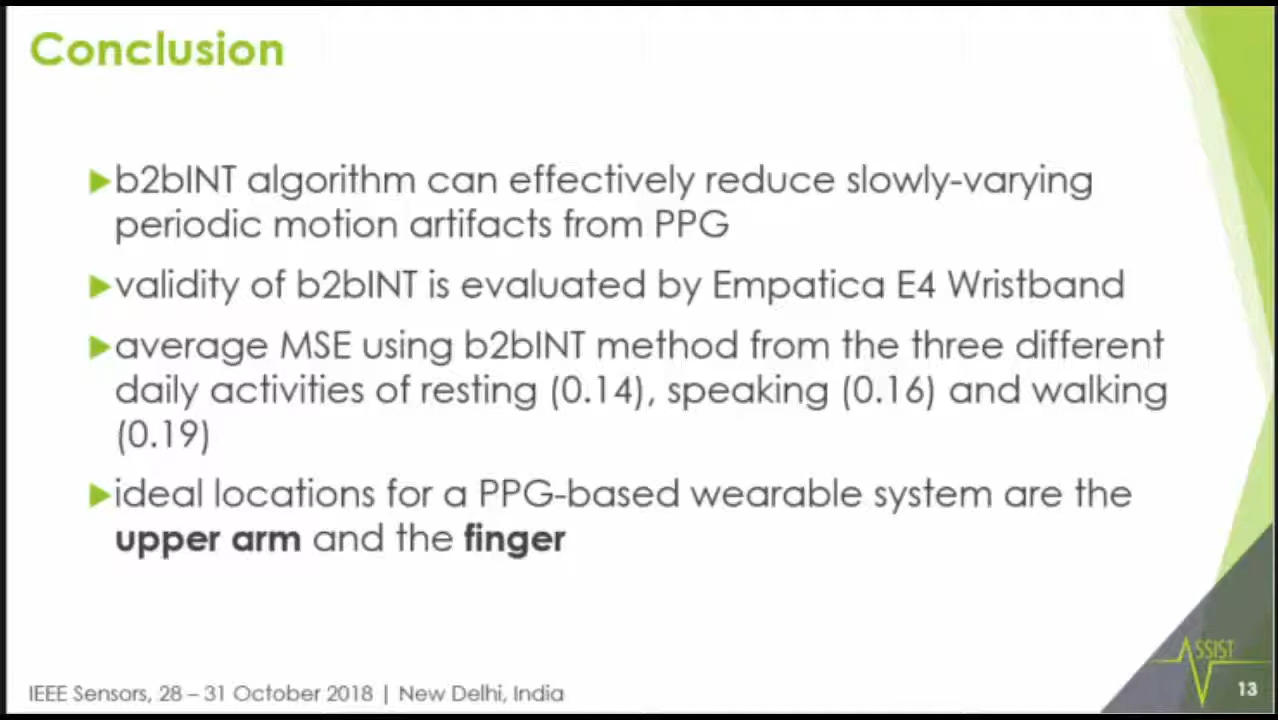 Conclusion
b2bINT algorithm can effectively reduce slowly-varying
periodic motion artifacts from PPG
validity of b2bINT is evaluated by Empatica E4 Wristband
average MSE using b2bINT method from the three different
daily activities of resting (0.14), speaking (0.16) and walking
(0.19)
ideal locations for a PPG-based wearable system are the
upper arm and the finger
ASSIST
IEEE Sensors, 28 – 31 October 2018 | New Delhi, India
13